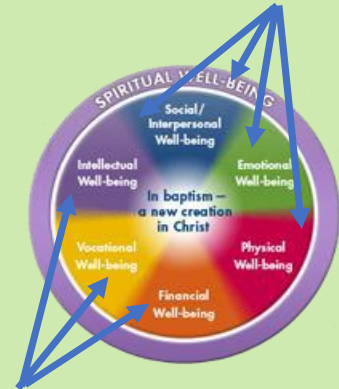 SPIRITUAL WELL-BEING
Social/
Interpersonal
Well-being
Intellectual
Well-being
Emotional
Well-being
In baptism –
a new creation
in Christ
Vocational
Well-being
Physical
Well-being
Financial
Well-being